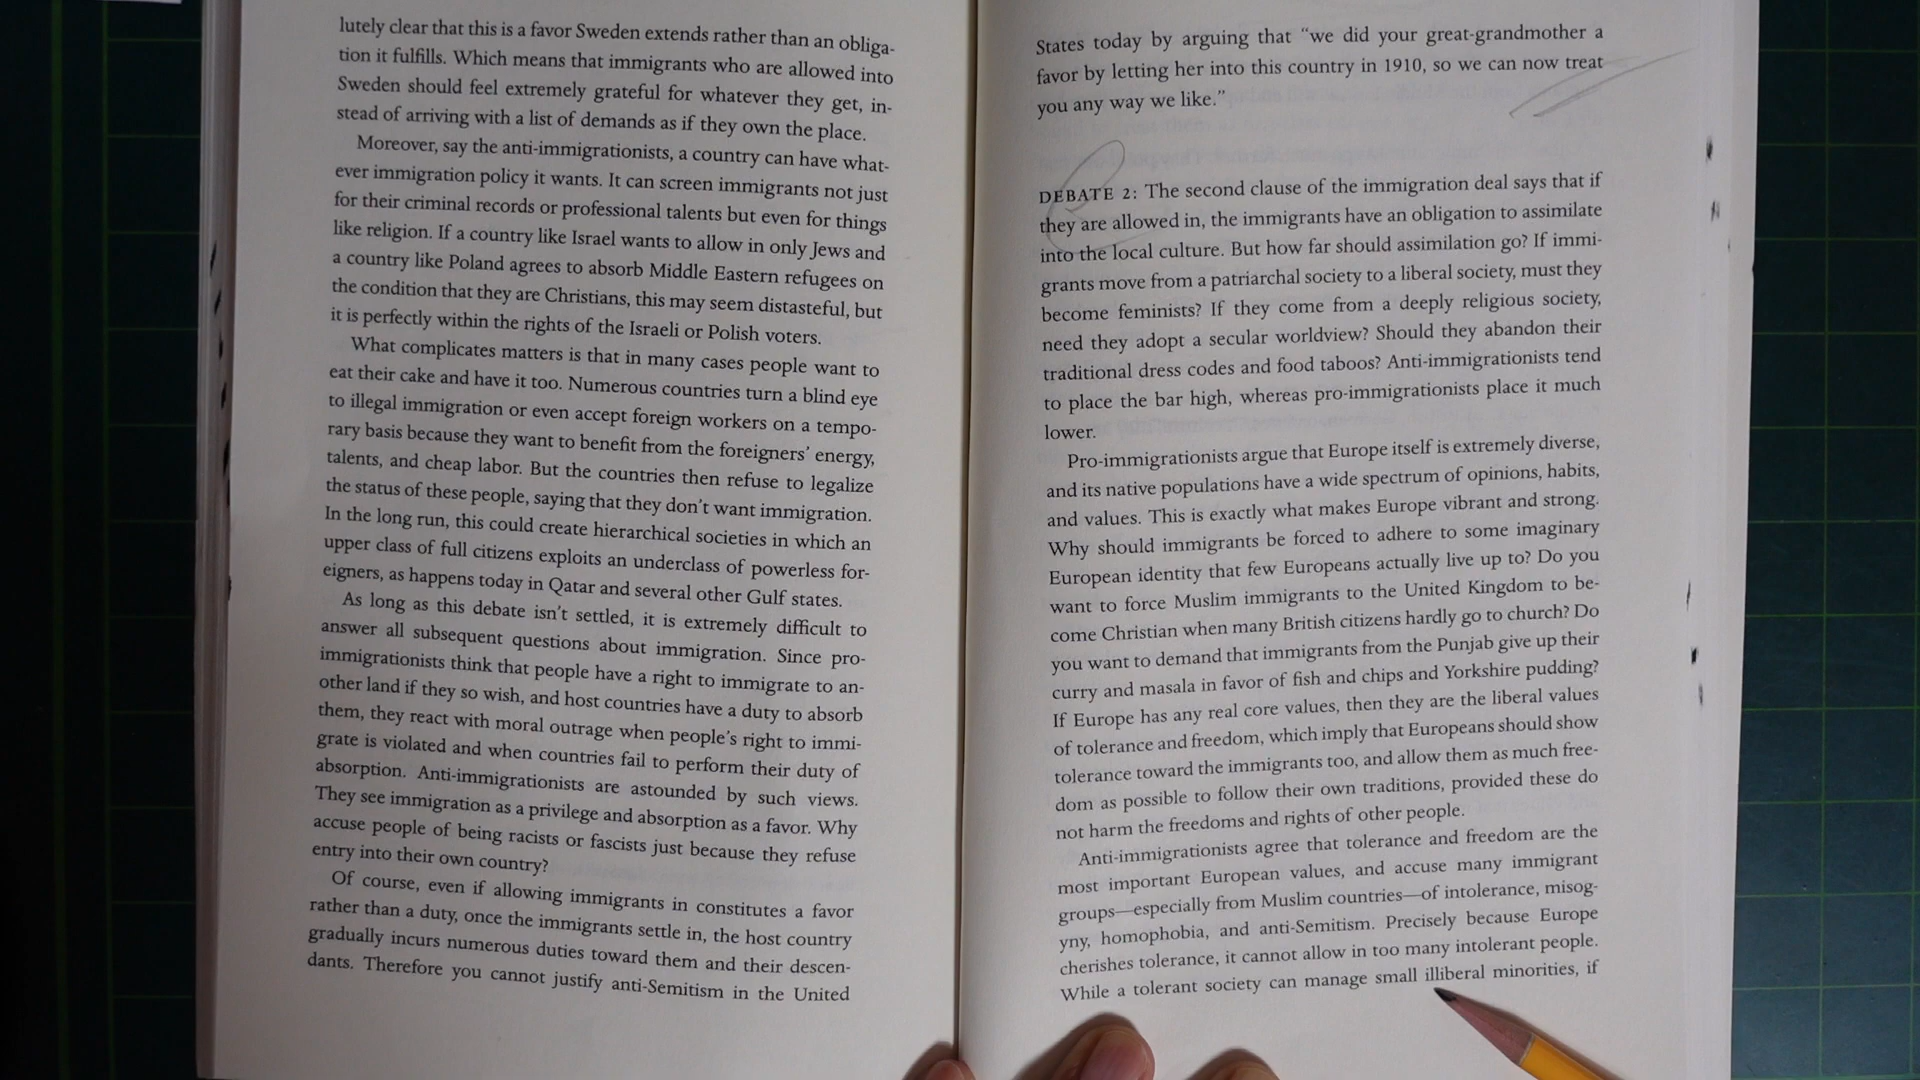 lutely clear that this is a favor Sweden extends rather than an obliga-
tion it fulfills. Which means that immigrants who are allowed into
Sweden should feel extremely grateful for whatever they get, in-
stead of arriving with a list of demands as if they own the place.
Moreover, say the anti-immigrationists, a country can have what-
ever immigration policy it wants. It can screen immigrants not just
for their criminal records or professional talents but even for things
like religion. If a country like Israel wants to allow in only Jews and
a country like Poland agrees to absorb Middle Eastern refugees on
the condition that they are Christians, this may seem distasteful, but
it is perfectly within the rights of the Israeli or Polish voters.
What complicates matters is that in many cases people want to
eat their cake and have it too. Numerous countries turn a blind eye
to illegal immigration or even accept foreign workers on a tempo-
rary basis because they want to benefit from the foreigners' energy,
talents, and cheap labor. But the countries then refuse to legalize
the status of these people, saying that they don't want immigration.
In the long run, this could create hierarchical societies in which an
upper class of full citizens exploits an underclass of powerless for-
eigners, as happens today in Qatar and several other Gulf states.
As long as this debate isn't settled, it is extremely difficult to
answer all subsequent questions about immigration. Since pro-
immigrationists think that people have a right to immigrate to an-
other land if they so wish, and host countries have a duty to absorb
them, they react with moral outrage when people's right to immi-
grate is violated and when countries fail to perform their duty of
absorption. Anti-immigrationists are astounded by such views.
They see immigration as a privilege and absorption as a favor. Why
accuse people of being racists or fascists just because they refuse
entry into their own country?
Of course, even if allowing immigrants in constitutes a favor
rather than a duty, once the immigrants settle in, the host country
gradually incurs numerous duties toward them and their descen-
dants. Therefore you cannot justify anti-Semitism in the United
States today by arguing that "we did your great-grandmother a
favor by letting her into this country in 1910, so we can now treat
you any way we like."
DEBATE 2: The second clause of the immigration deal says that if
they are allowed in, the immigrants have an obligation to assimilate
into the local culture. But how far should assimilation go? If immi-
grants move from a patriarchal society to a liberal society, must they
become feminists? If they come from a deeply religious society,
need they adopt a secular worldview? Should they abandon their
traditional dress codes and food taboos? Anti-immigrationists tend
to place the bar high, whereas pro-immigrationists place it much
lower.
Pro-immigrationists argue that Europe itself is extremely diverse,
and its native populations have a wide spectrum of opinions, habits,
and values. This is exactly what makes Europe vibrant and strong.
Why should immigrants be forced to adhere to some imaginary
European identity that few Europeans actually live up to? Do you
want to force Muslim immigrants to the United Kingdom to be-
come Christian when many British citizens hardly go to church? Do
you want to demand that immigrants from the Punjab give up their
curry and masala in favor of fish and chips and Yorkshire pudding?
If Europe has any real core values, then they are the liberal values
of tolerance and freedom, which imply that Europeans should show
tolerance toward the immigrants too, and allow them as much free-
dom as possible to follow their own traditions, provided these do
not harm the freedoms and rights of other people.
Anti-immigrationists agree that tolerance and freedom are the
most important European values, and accuse many immigrant
groups—especially from Muslim countries—of intolerance, misog-
yny, homophobia, and anti-Semitism. Precisely because Europe
cherishes tolerance, it cannot allow in too many intolerant people.
While a tolerant society can manage small illiberal minorities, if